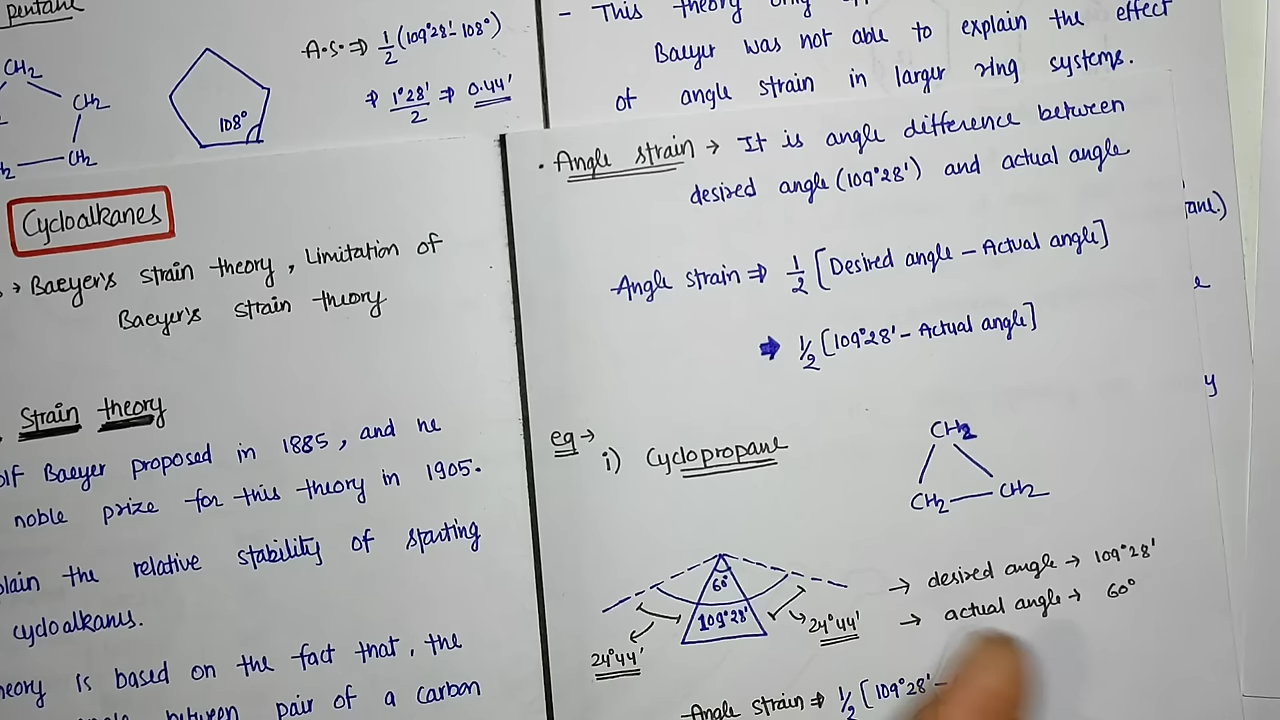 pentane
CH2
CH2
CH2
108°
A.S. ⇒ 1/2 (109°28'- 108°)
⇒ 1°28'/2 ⇒ 0.44'
Cycloalkanes
→ Baeyer's strain theory, Limitation of
Baeyer's strain theory
Strain theory
Baeyer proposed in 1885, and he
noble prize for this theory in 1905.
the relative stability of starting
cycloalkanes.
is based on the fact that, the
between pair of a carbon
- This theory only
Baeyer was not able to explain the effect
of angle strain in larger ring systems.
• Angle strain → It is angle difference between
desired angle (109°28') and actual angle
Angle strain ⇒ 1/2 [Desired angle - Actual angle]
⇒ 1/2 [109°28' - Actual angle]
eg →
i) Cyclopropane
CH2
CH2 — CH2
60°
109°28'
24°44'
24°44'
→ desired angle → 109°28'
→ actual angle → 60°
Angle strain ⇒ 1/2 [109°28' -
y